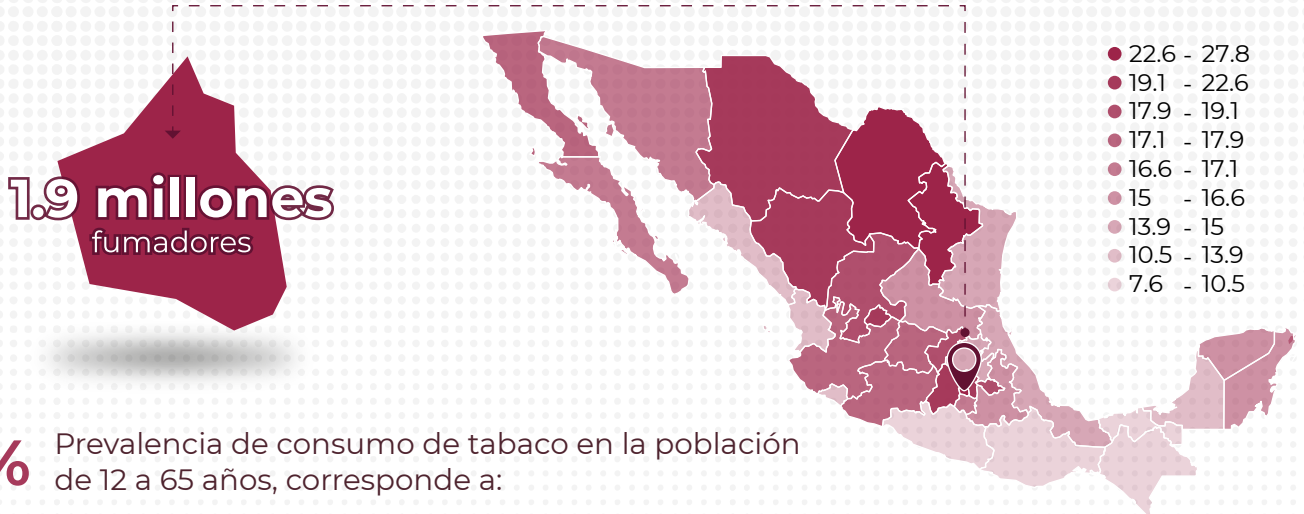 1.9 millones
fumadores
22.6 - 27.8
19.1 - 22.6
17.9 - 19.1
17.1 - 17.9
16.6 - 17.1
15 - 16.6
13.9 - 15
10.5 - 13.9
7.6 - 10.5
% Prevalencia de consumo de tabaco en la población
de 12 a 65 años, corresponde a: